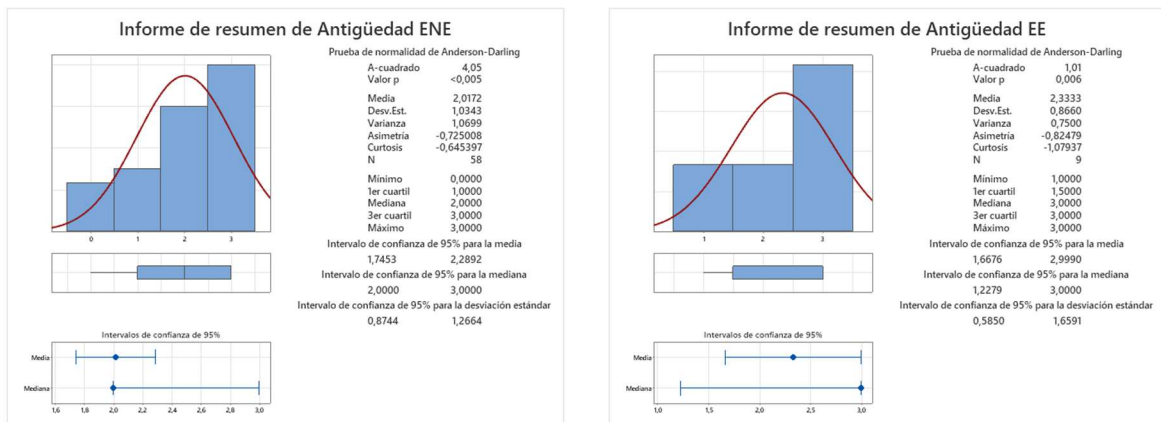 Informe de resumen de Antigüedad ENE
Prueba de normalidad de Anderson-Darling
A-cuadrado 4,05
Valor p <0,005
Media 2,0172
Desv.Est. 1,0343
Varianza 1,0699
Asimetría -0,725008
Curtosis -0,645397
N 58
Mínimo 0,0000
1er cuartil 1,0000
Mediana 2,0000
3er cuartil 3,0000
Máximo 3,0000
Intervalo de confianza de 95% para la media
1,7453 2,2892
Intervalo de confianza de 95% para la mediana
2,0000 3,0000
Intervalo de confianza de 95% para la desviación estándar
0,8744 1,2664
0 1 2 3
Intervalos de confianza de 95%
Media
Mediana
1,6 1,8 2,0 2,2 2,4 2,6 2,8 3,0
Informe de resumen de Antigüedad EE
Prueba de normalidad de Anderson-Darling
A-cuadrado 1,01
Valor p 0,006
Media 2,3333
Desv.Est. 0,8660
Varianza 0,7500
Asimetría -0,82479
Curtosis -1,07937
N 9
Mínimo 1,0000
1er cuartil 1,5000
Mediana 3,0000
3er cuartil 3,0000
Máximo 3,0000
Intervalo de confianza de 95% para la media
1,6676 2,9990
Intervalo de confianza de 95% para la mediana
1,2279 3,0000
Intervalo de confianza de 95% para la desviación estándar
0,5850 1,6591
1 2 3
Intervalos de confianza de 95%
Media
Mediana
1,0 1,5 2,0 2,5 3,0